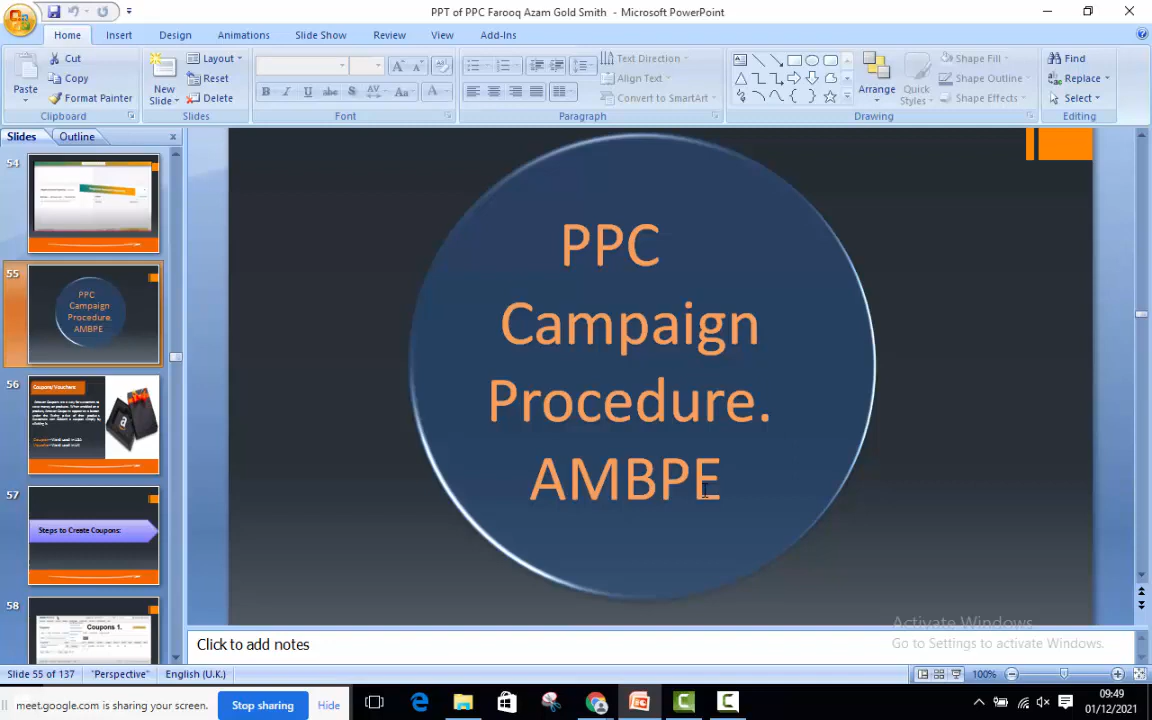 PPT of PPC Farooq Azam Gold Smith - Microsoft PowerPoint
Home Insert Design Animations Slide Show Review View Add-Ins
Paste
Cut
Copy
Format Painter
Clipboard
New Slide
Layout
Reset
Delete
Slides
Font
Text Direction
Align Text
Convert to SmartArt
Paragraph
Arrange
Quick Styles
Shape Fill
Shape Outline
Shape Effects
Drawing
Find
Replace
Select
Editing
Slides Outline
54
55
PPC
Campaign
Procedure.
AMBPE
56
Coupons/Vouchers:
57
Steps to Create Coupons:
58
Coupons 1.
PPC
Campaign
Procedure.
AMBPE
Activate Windows
Go to Settings to activate Windows.
Click to add notes
Slide 55 of 137 "Perspective" English (U.K.) 100%
meet.google.com is sharing your screen. Stop sharing Hide
09:49
01/12/2021